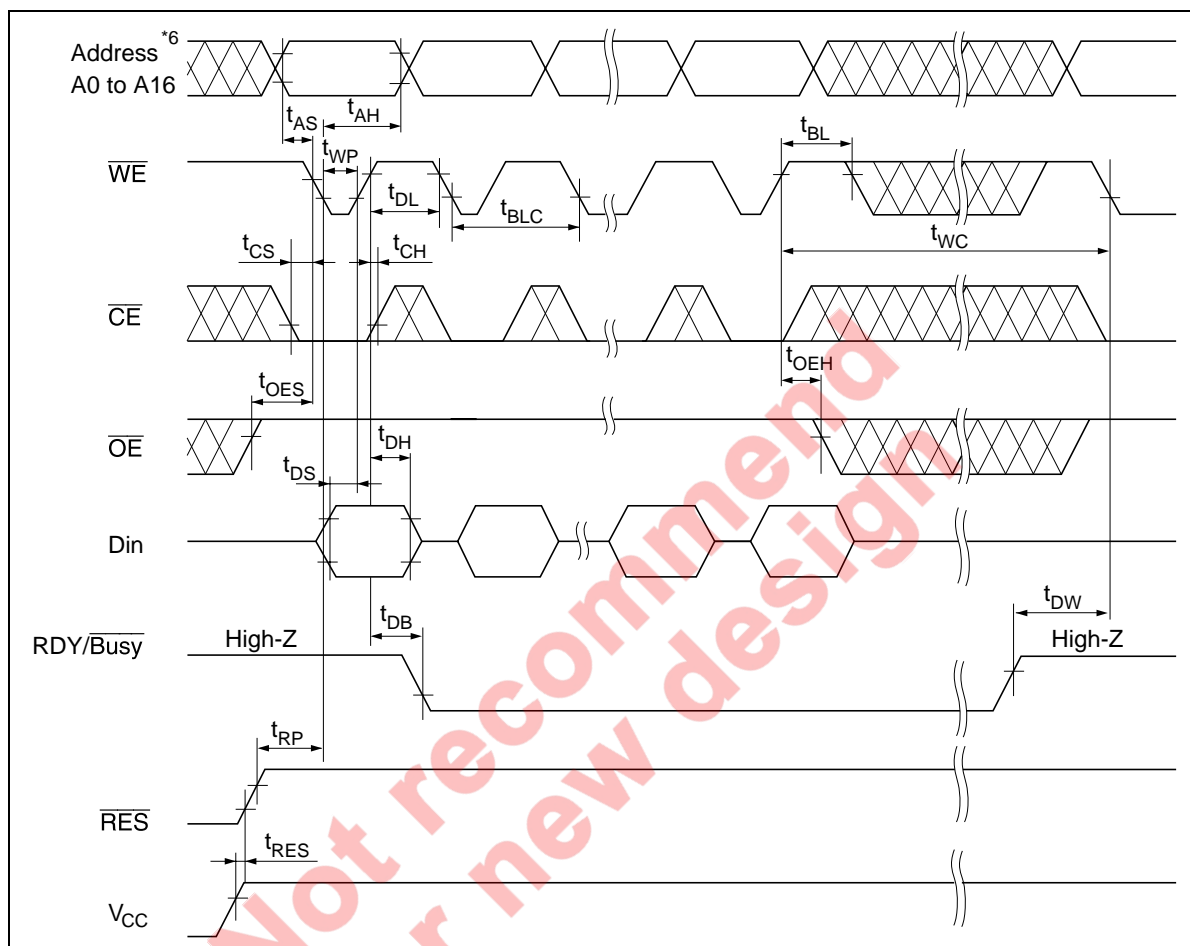 Address *6
A0 to A16
tAS
tAH
tWP
tBL
WE
tDL
tBLC
tWC
tCS
tCH
CE
tOES
tOEH
OE
tDH
tDS
Din
tDB
tDW
RDY/Busy
High-Z
High-Z
tRP
RES
tRES
VCC
Not recommend
r new design